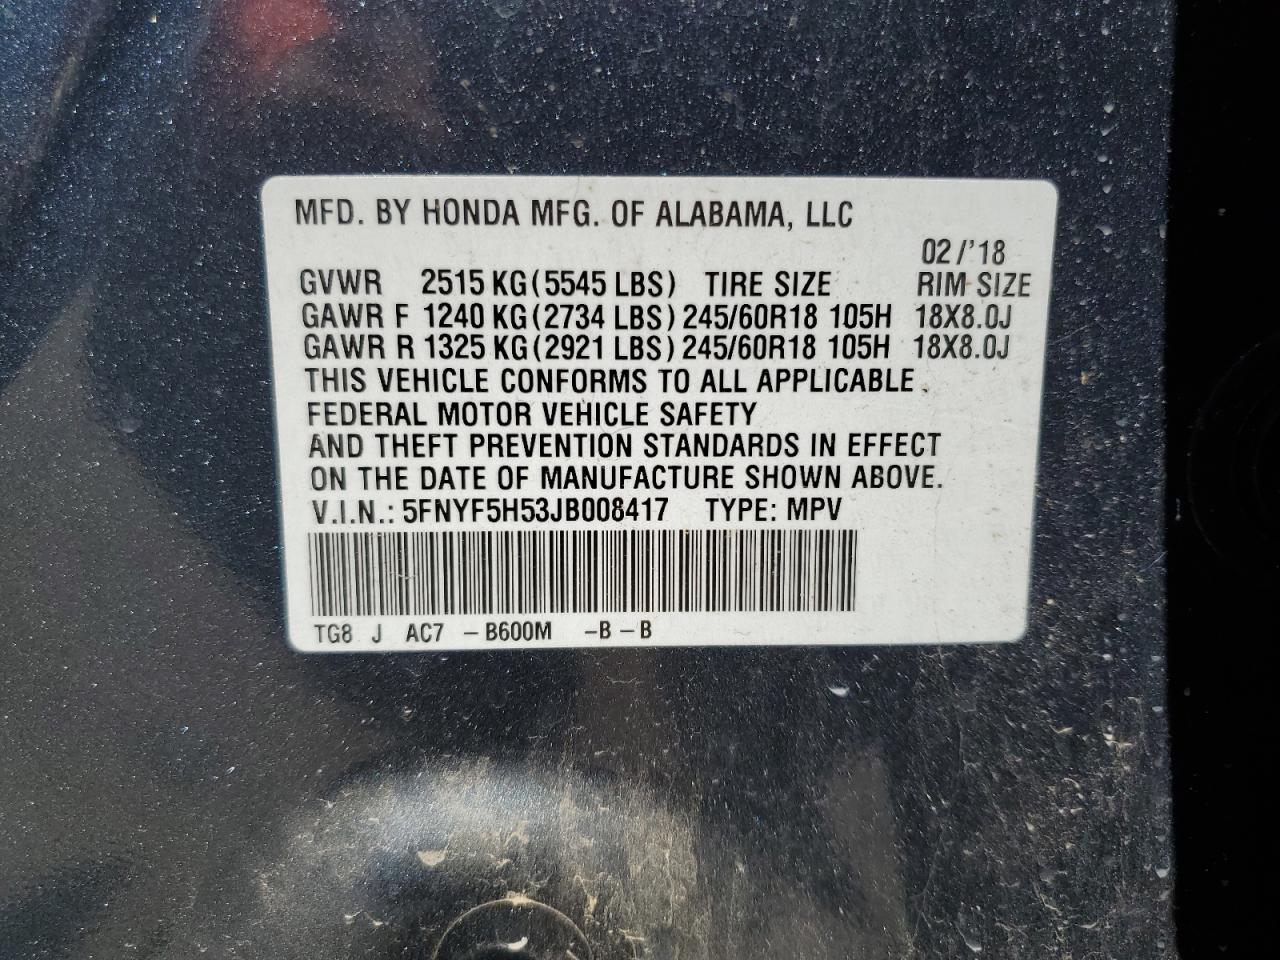 MFD. BY HONDA MFG. OF ALABAMA, LLC
02/'18
GVWR 2515 KG(5545 LBS) TIRE SIZE RIM SIZE
GAWR F 1240 KG(2734 LBS) 245/60R18 105H 18X8.0J
GAWR R 1325 KG(2921 LBS) 245/60R18 105H 18X8.0J
THIS VEHICLE CONFORMS TO ALL APPLICABLE
FEDERAL MOTOR VEHICLE SAFETY
AND THEFT PREVENTION STANDARDS IN EFFECT
ON THE DATE OF MANUFACTURE SHOWN ABOVE.
V.I.N.: 5FNYF5H53JB008417 TYPE: MPV
TG8 J AC7 -B600M -B-B